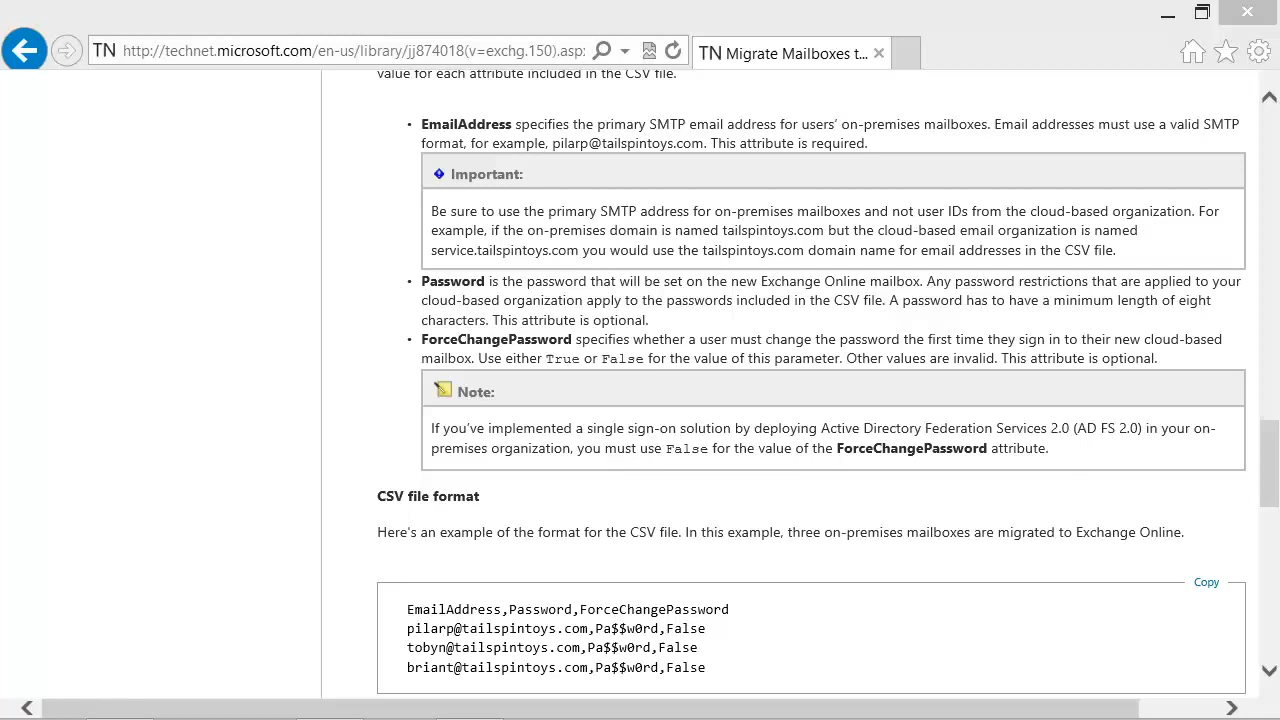 TN http://technet.microsoft.com/en-us/library/jj874018(v=exchg.150).asp:
TN Migrate Mailboxes t...
value for each attribute included in the CSV file.
• EmailAddress specifies the primary SMTP email address for users’ on-premises mailboxes. Email addresses must use a valid SMTP
format, for example, pilarp@tailspintoys.com. This attribute is required.
Important:
Be sure to use the primary SMTP address for on-premises mailboxes and not user IDs from the cloud-based organization. For
example, if the on-premises domain is named tailspintoys.com but the cloud-based email organization is named
service.tailspintoys.com you would use the tailspintoys.com domain name for email addresses in the CSV file.
• Password is the password that will be set on the new Exchange Online mailbox. Any password restrictions that are applied to your
cloud-based organization apply to the passwords included in the CSV file. A password has to have a minimum length of eight
characters. This attribute is optional.
• ForceChangePassword specifies whether a user must change the password the first time they sign in to their new cloud-based
mailbox. Use either True or False for the value of this parameter. Other values are invalid. This attribute is optional.
Note:
If you’ve implemented a single sign-on solution by deploying Active Directory Federation Services 2.0 (AD FS 2.0) in your on-
premises organization, you must use False for the value of the ForceChangePassword attribute.
CSV file format
Here's an example of the format for the CSV file. In this example, three on-premises mailboxes are migrated to Exchange Online.
Copy
EmailAddress,Password,ForceChangePassword
pilarp@tailspintoys.com,Pa$$w0rd,False
tobyn@tailspintoys.com,Pa$$w0rd,False
briant@tailspintoys.com,Pa$$w0rd,False